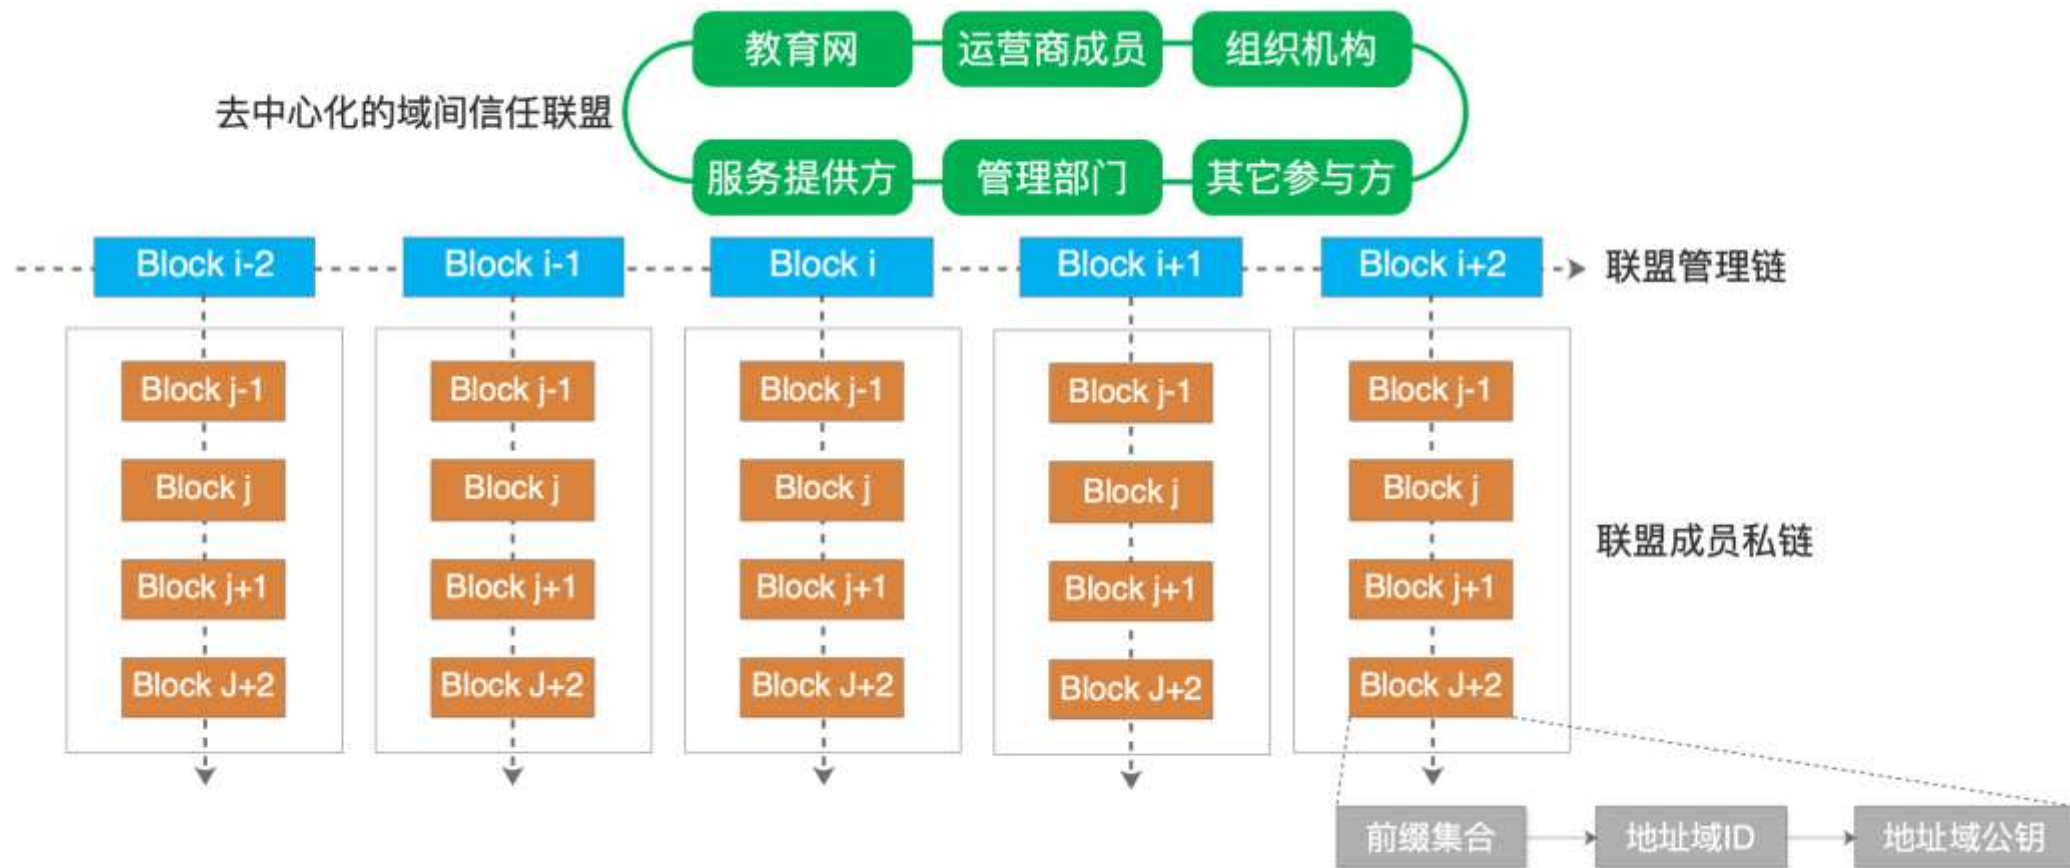 教育网 运营商成员 组织机构
去中心化的域间信任联盟
服务提供方 管理部门 其它参与方
Block i-2 Block i-1 Block i Block i+1 Block i+2 联盟管理链
Block j-1 Block j-1 Block j-1 Block j-1 Block j-1
Block j Block j Block j Block j Block j
联盟成员私链
Block j+1 Block j+1 Block j+1 Block j+1 Block j+1
Block J+2 Block J+2 Block J+2 Block J+2 Block J+2
前缀集合 地址域ID 地址域公钥